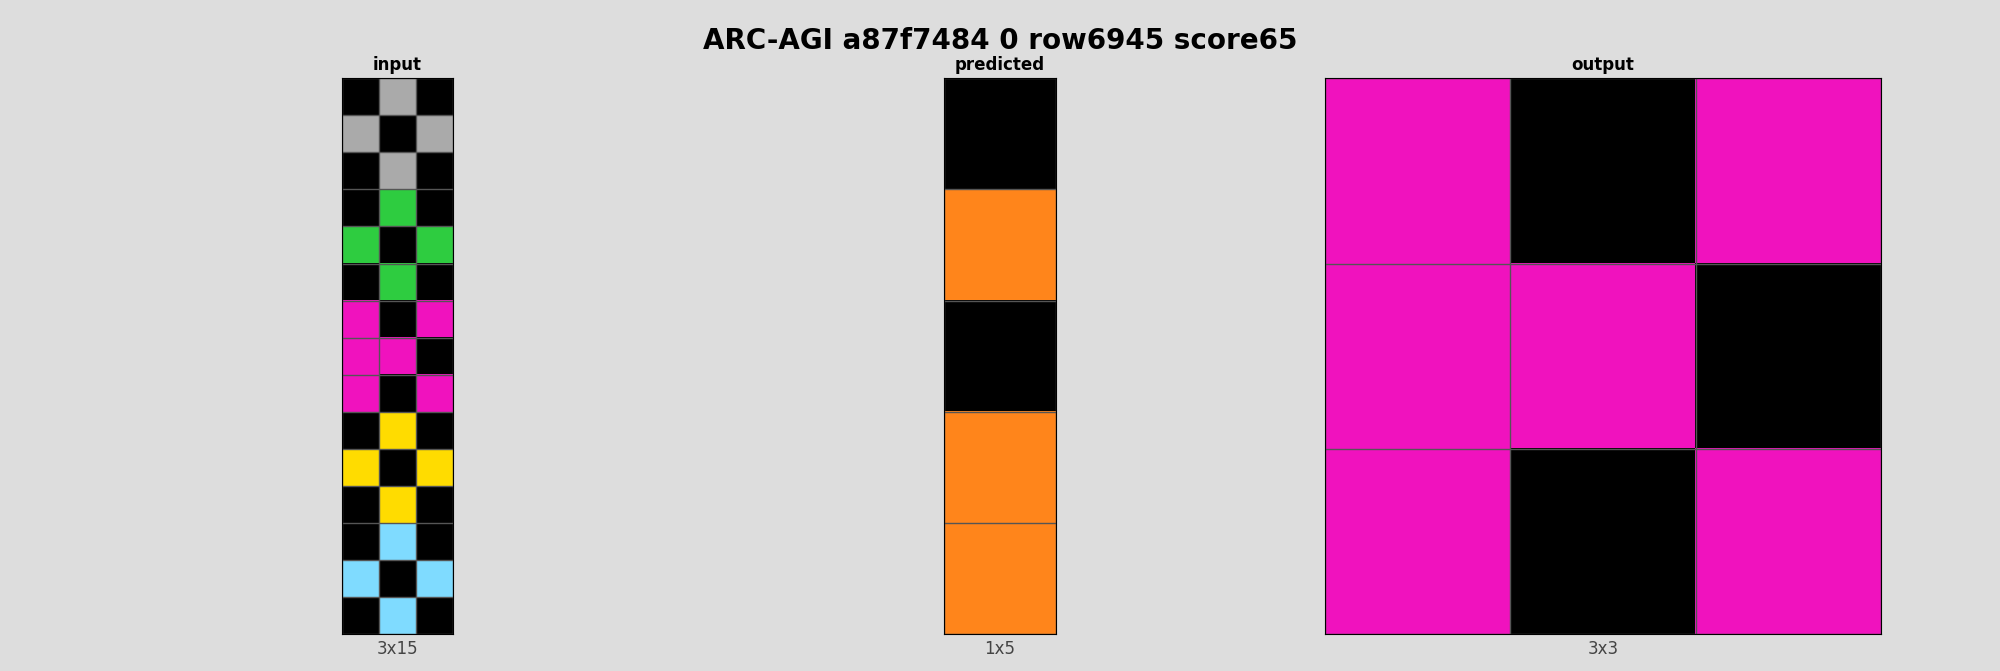 ARC-AGI a87f7484 0 row6945 score65
input
predicted
output
3x15
1x5
3x3